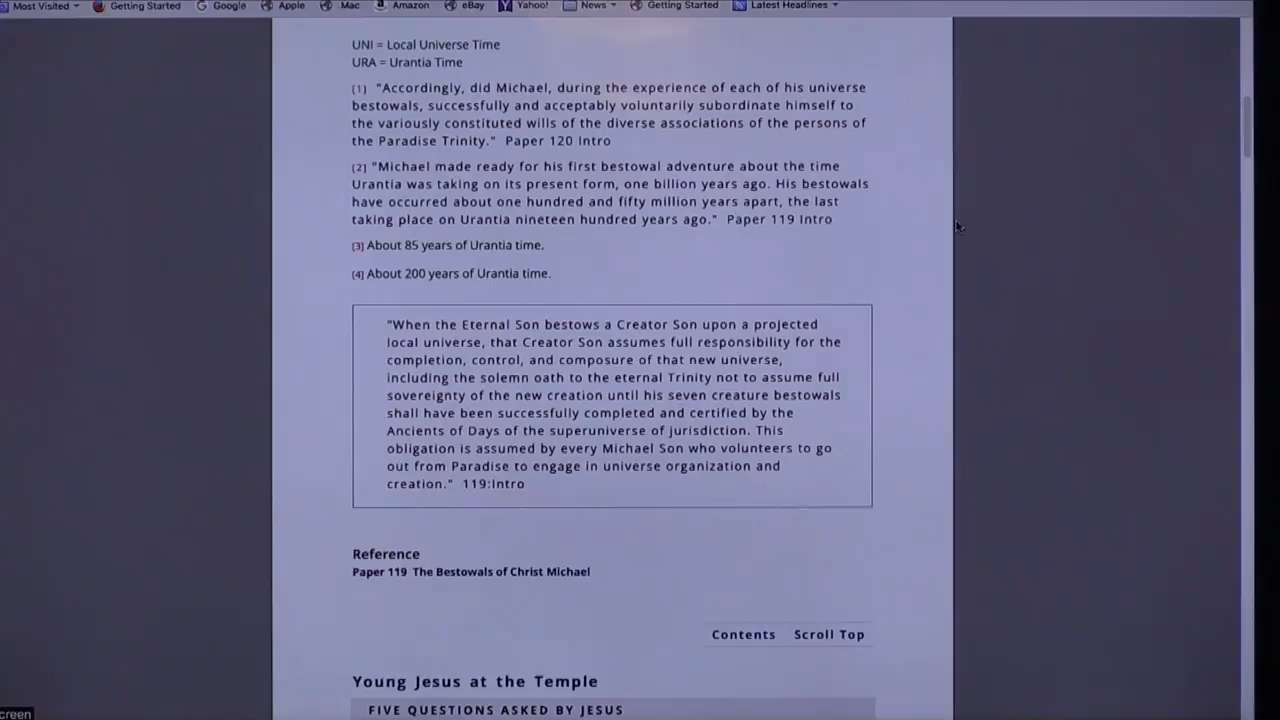 Most Visited Getting Started Google Apple .Mac Amazon eBay Yahoo! News Getting Started Latest Headlines
UNI = Local Universe Time
URA = Urantia Time
[1] "Accordingly, did Michael, during the experience of each of his universe
bestowals, successfully and acceptably voluntarily subordinate himself to
the variously constituted wills of the diverse associations of the persons of
the Paradise Trinity." Paper 120 Intro
[2] "Michael made ready for his first bestowal adventure about the time
Urantia was taking on its present form, one billion years ago. His bestowals
have occurred about one hundred and fifty million years apart, the last
taking place on Urantia nineteen hundred years ago." Paper 119 Intro
[3] About 85 years of Urantia time.
[4] About 200 years of Urantia time.
"When the Eternal Son bestows a Creator Son upon a projected
local universe, that Creator Son assumes full responsibility for the
completion, control, and composure of that new universe,
including the solemn oath to the eternal Trinity not to assume full
sovereignty of the new creation until his seven creature bestowals
shall have been successfully completed and certified by the
Ancients of Days of the superuniverse of jurisdiction. This
obligation is assumed by every Michael Son who volunteers to go
out from Paradise to engage in universe organization and
creation." 119:Intro
Reference
Paper 119 The Bestowals of Christ Michael
Contents Scroll Top
Young Jesus at the Temple
FIVE QUESTIONS ASKED BY JESUS
creen